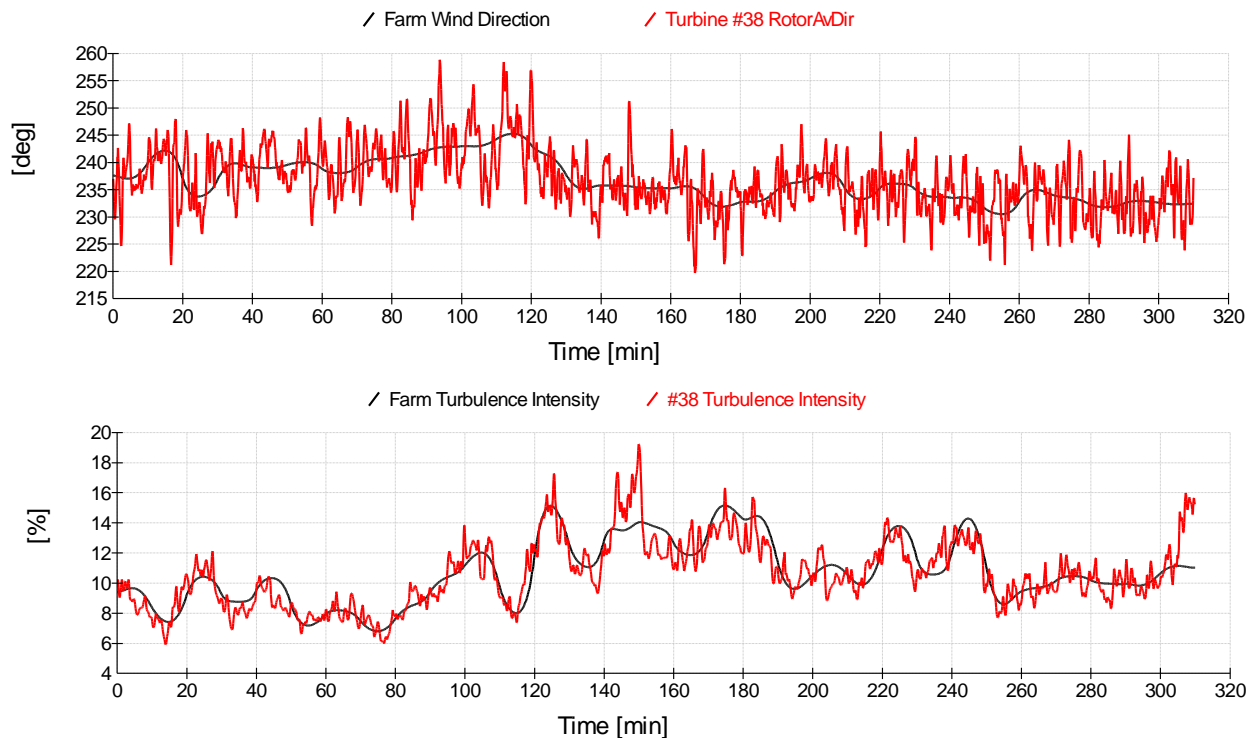 Farm Wind Direction Turbine #38 RotorAvDir
260
255
250
245
240
235
230
225
220
215
[deg]
0 20 40 60 80 100 120 140 160 180 200 220 240 260 280 300 320
Time [min]
Farm Turbulence Intensity #38 Turbulence Intensity
20
18
16
14
12
10
8
6
4
[%]
0 20 40 60 80 100 120 140 160 180 200 220 240 260 280 300 320
Time [min]